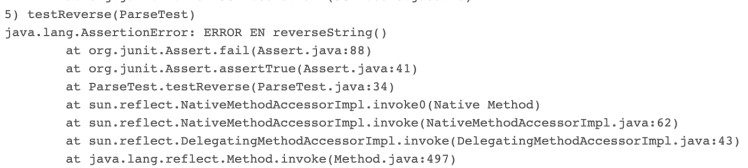 5) testReverse(ParseTest)
java.lang.AssertionError: ERROR EN reverseString()
        at org.junit.Assert.fail(Assert.java:88)
        at org.junit.Assert.assertTrue(Assert.java:41)
        at ParseTest.testReverse(ParseTest.java:34)
        at sun.reflect.NativeMethodAccessorImpl.invoke0(Native Method)
        at sun.reflect.NativeMethodAccessorImpl.invoke(NativeMethodAccessorImpl.java:62)
        at sun.reflect.DelegatingMethodAccessorImpl.invoke(DelegatingMethodAccessorImpl.java:43)
        at java.lang.reflect.Method.invoke(Method.java:497)